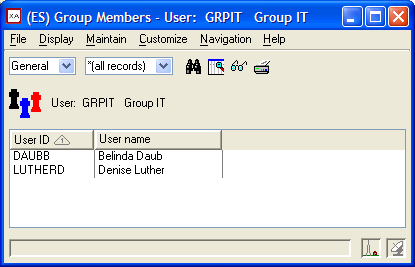 XA (ES) Group Members - User: GRPIT Group IT
File Display Maintain Customize Navigation Help
General *(all records)
User: GRPIT Group IT
User ID User name
DAUBB Belinda Daub
LUTHERD Denise Luther